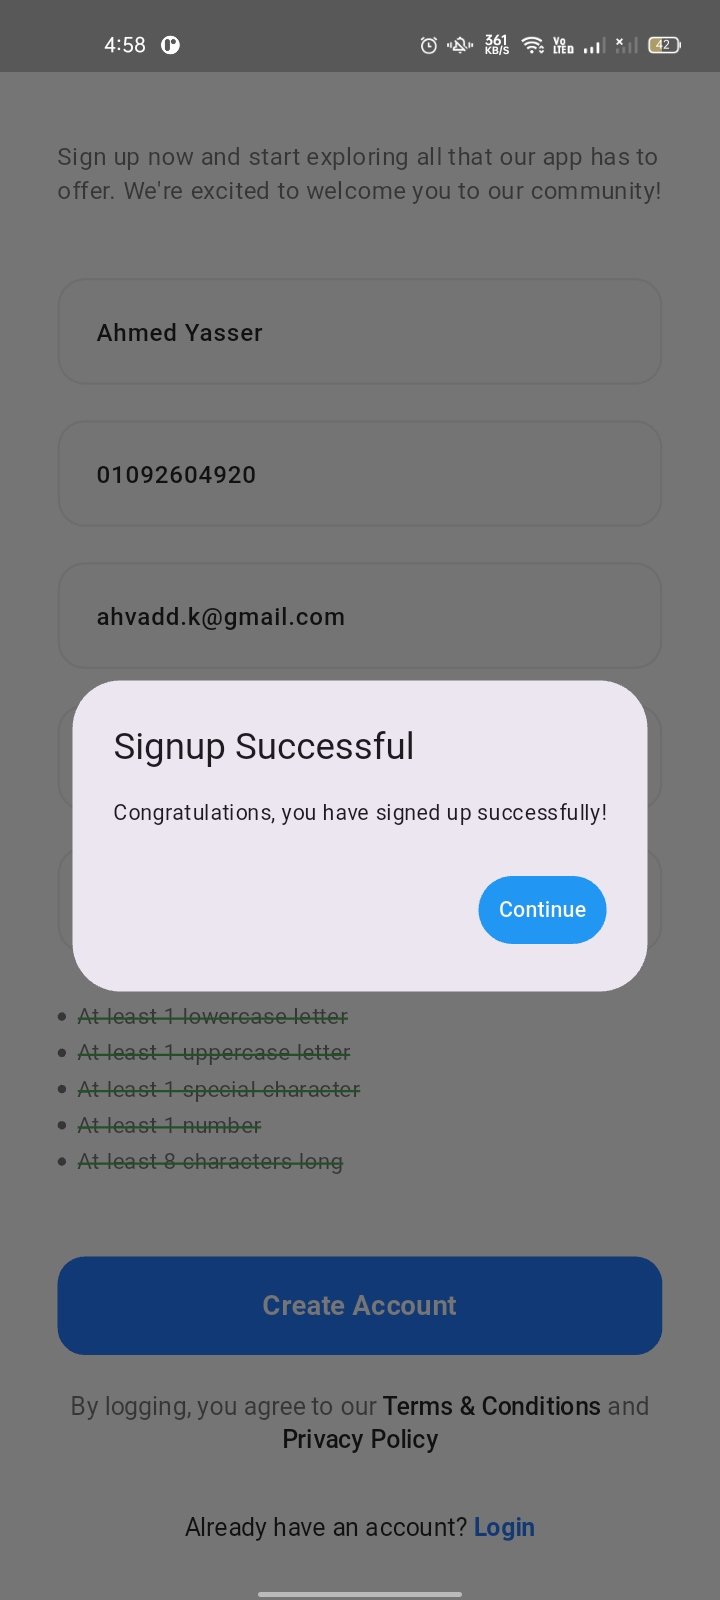 4:58
361
KB/S
Vo
LTE
42
Sign up now and start exploring all that our app has to
offer. We're excited to welcome you to our community!
Ahmed Yasser
01092604920
ahvadd.k@gmail.com
Signup Successful
Congratulations, you have signed up successfully!
Continue
At least 1 lowercase letter
At least 1 uppercase letter
At least 1 special character
At least 1 number
At least 8 characters long
Create Account
By logging, you agree to our Terms & Conditions and
Privacy Policy
Already have an account? Login